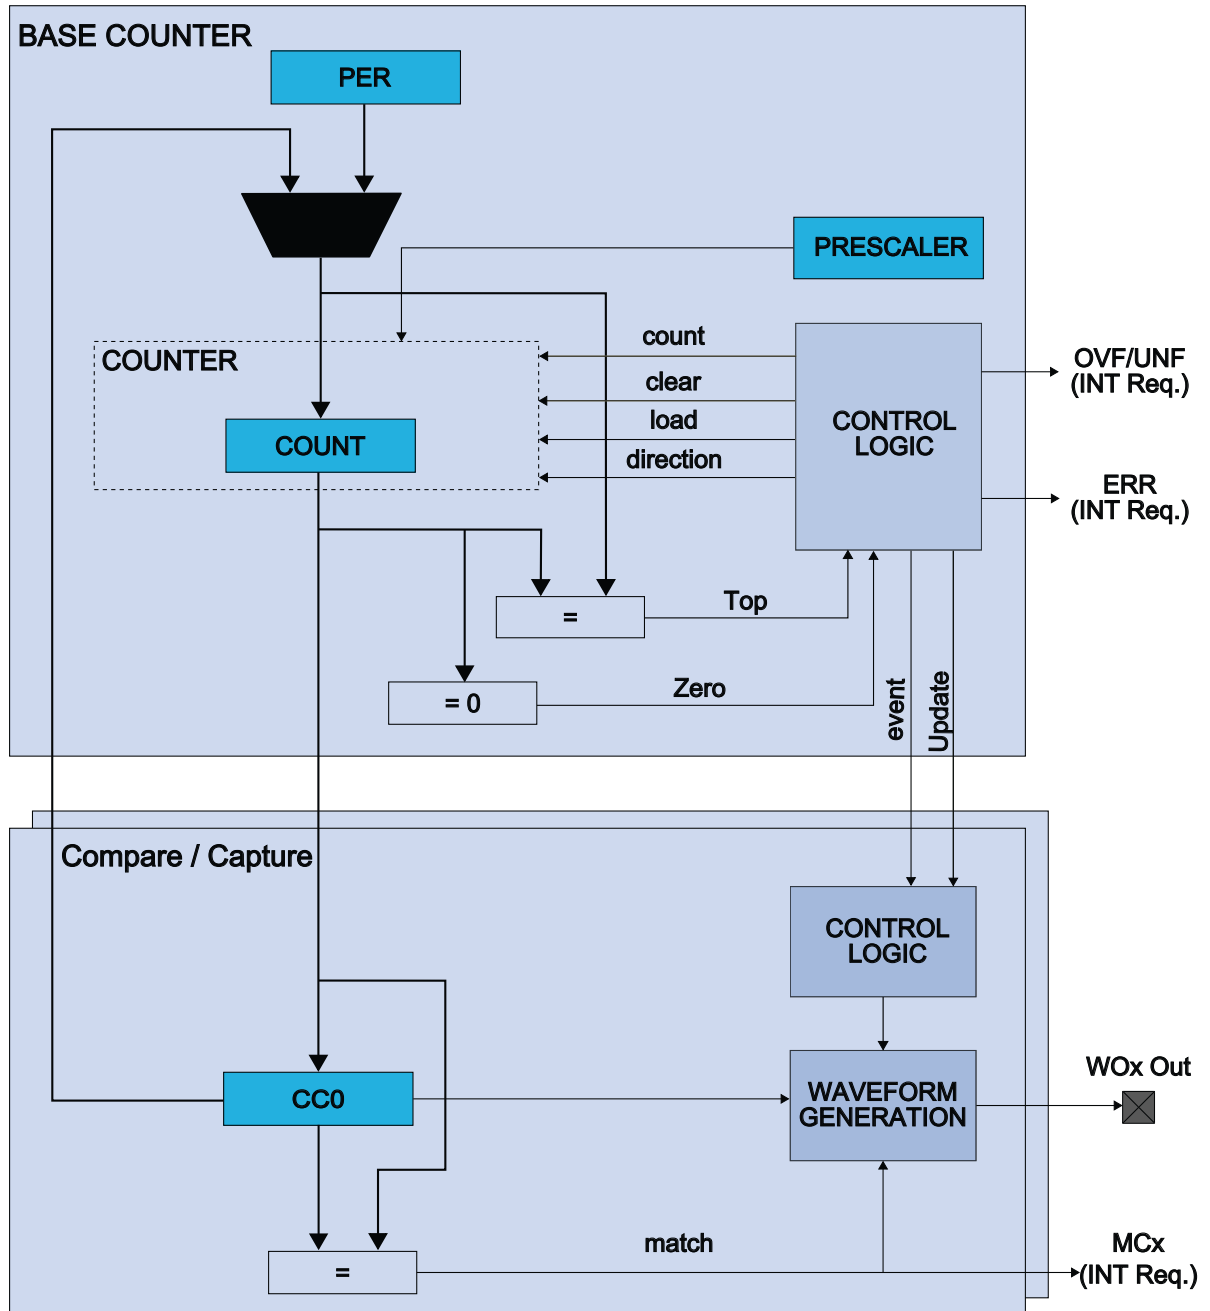 BASE COUNTER
PER
PRESCALER
COUNTER
COUNT
count
clear
load
direction
CONTROL
LOGIC
OVF/UNF
(INT Req.)
ERR
(INT Req.)
=
Top
= 0
Zero
event
Update
Compare / Capture
CONTROL
LOGIC
CC0
WAVEFORM
GENERATION
WOx Out
=
match
MCx
(INT Req.)